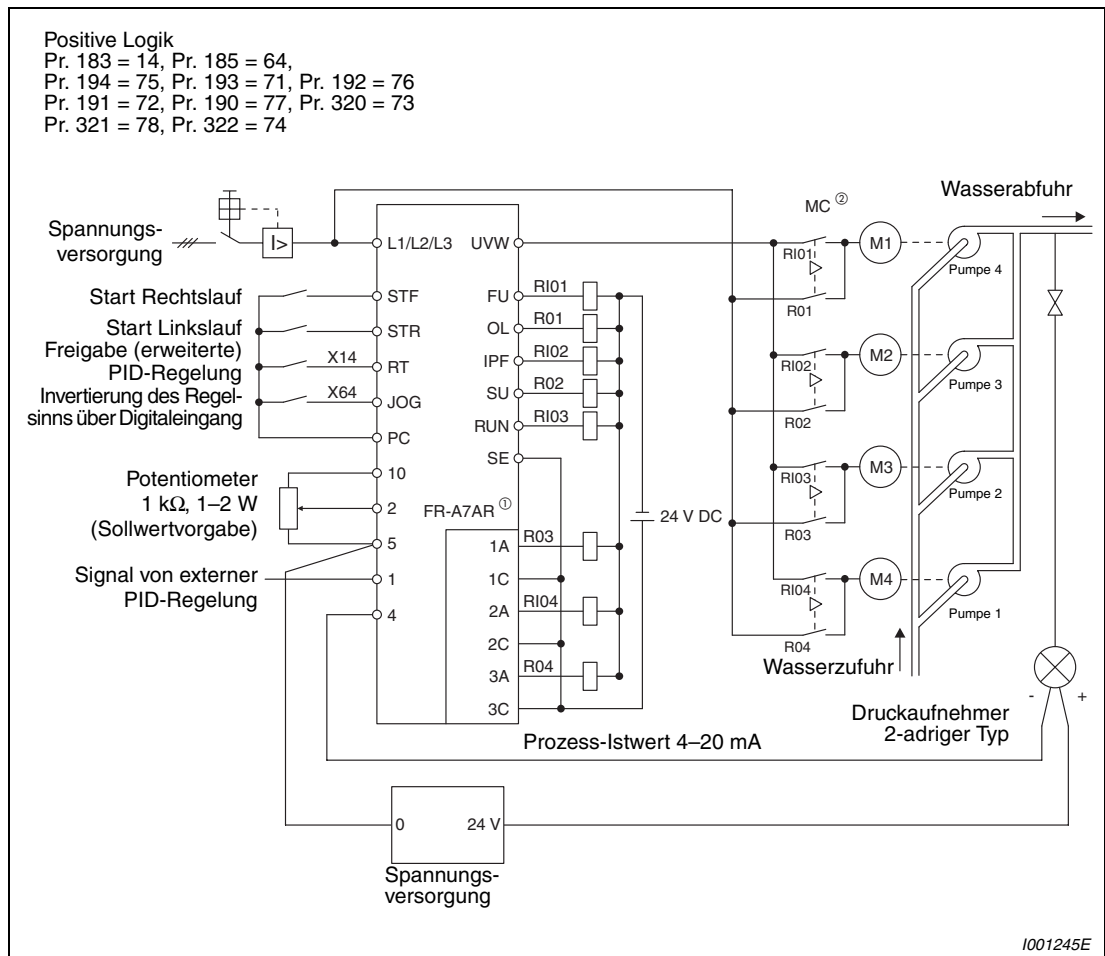 Positive Logik
Pr. 183 = 14, Pr. 185 = 64,
Pr. 194 = 75, Pr. 193 = 71, Pr. 192 = 76
Pr. 191 = 72, Pr. 190 = 77, Pr. 320 = 73
Pr. 321 = 78, Pr. 322 = 74
Spannungs-
versorgung
I>
L1/L2/L3
UVW
Start Rechtslauf
STF
Start Linkslauf
STR
Freigabe (erweiterte)
PID-Regelung
X14
RT
Invertierung des Regel-
sinns über Digitaleingang
X64
JOG
PC
Potentiometer
1 kΩ, 1–2 W
(Sollwertvorgabe)
10
2
5
Signal von externer
PID-Regelung
1
4
FU
RI01
OL
R01
IPF
RI02
SU
R02
RUN
RI03
SE
FR-A7AR ①
24 V DC
1A
R03
1C
2A
RI04
2C
3A
R04
3C
MC ②
RI01
R01
M1
Pumpe 4
RI02
R02
M2
Pumpe 3
RI03
R03
M3
Pumpe 2
RI04
R04
M4
Pumpe 1
Wasserabfuhr
Wasserzufuhr
- +
Druckaufnehmer
2-adriger Typ
Prozess-Istwert 4–20 mA
0
24 V
Spannungs-
versorgung
I001245E